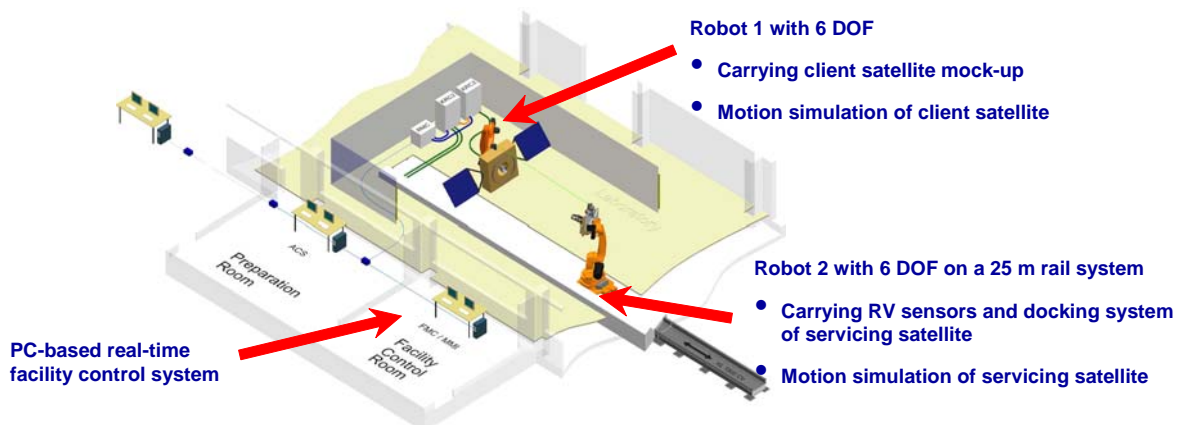 Robot 1 with 6 DOF
• Carrying client satellite mock-up
• Motion simulation of client satellite
Laboratory
ACS
Preparation
Room
Robot 2 with 6 DOF on a 25 m rail system
• Carrying RV sensors and docking system
of servicing satellite
• Motion simulation of servicing satellite
FMC / MMI
Facility
Control
Room
PC-based real-time
facility control system